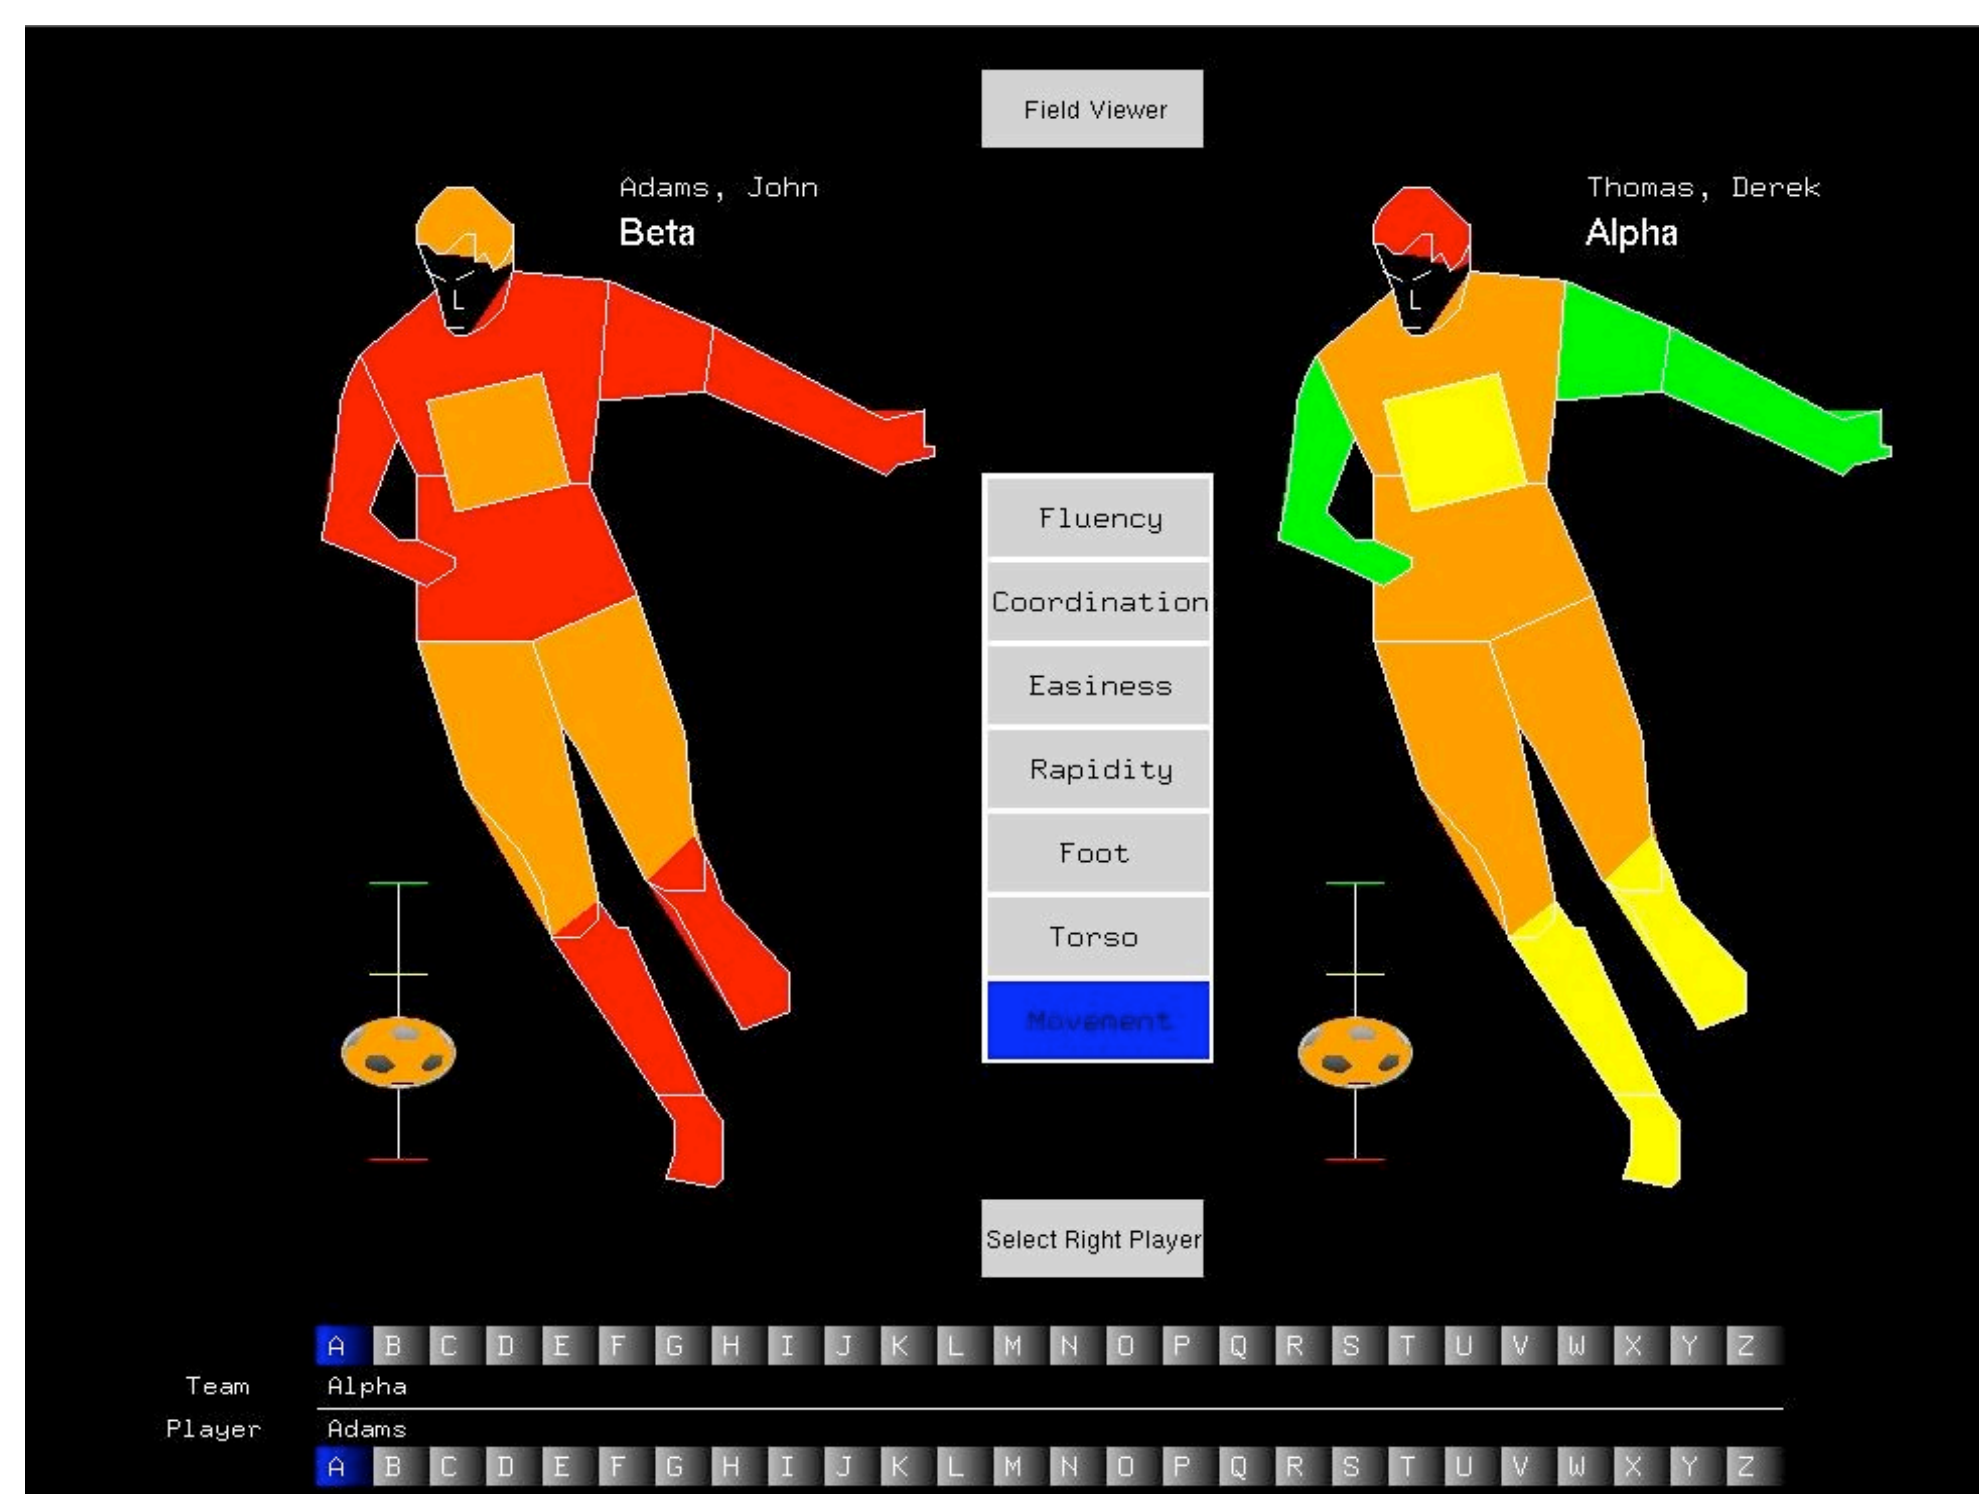 Field Viewer
Adams, John
Beta
Thomas, Derek
Alpha
Fluency
Coordination
Easiness
Rapidity
Foot
Torso
Movement
Select Right Player
A B C D E F G H I J K L M N O P Q R S T U V W X Y Z
Team Alpha
Player Adams
A B C D E F G H I J K L M N O P Q R S T U V W X Y Z